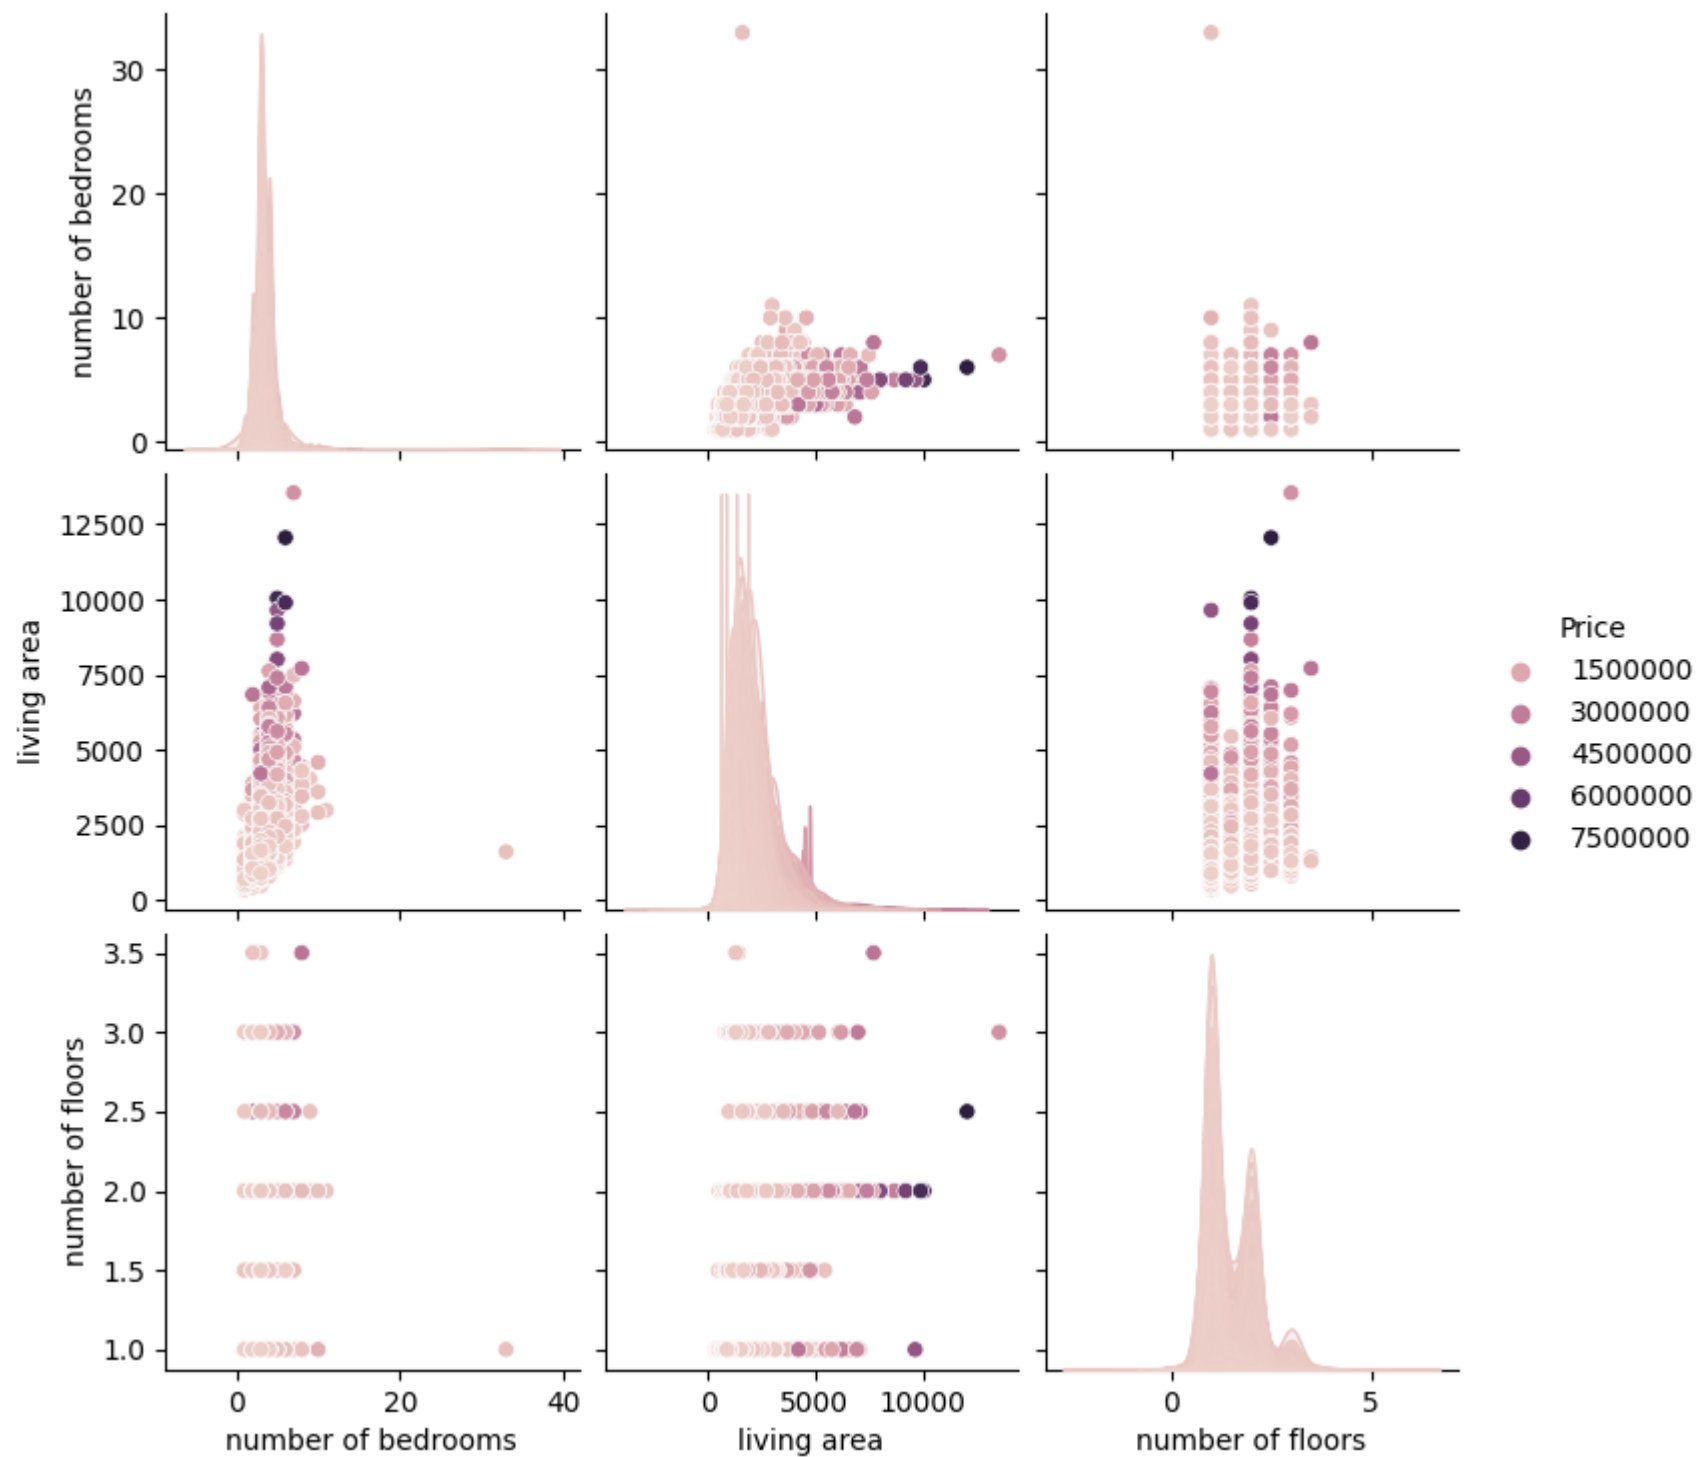 number of bedrooms
30
20
10
0
living area
12500
10000
7500
5000
2500
0
Price
1500000
3000000
4500000
6000000
7500000
number of floors
3.5
3.0
2.5
2.0
1.5
1.0
0 20 40
0 5000 10000
0 5
number of bedrooms
living area
number of floors